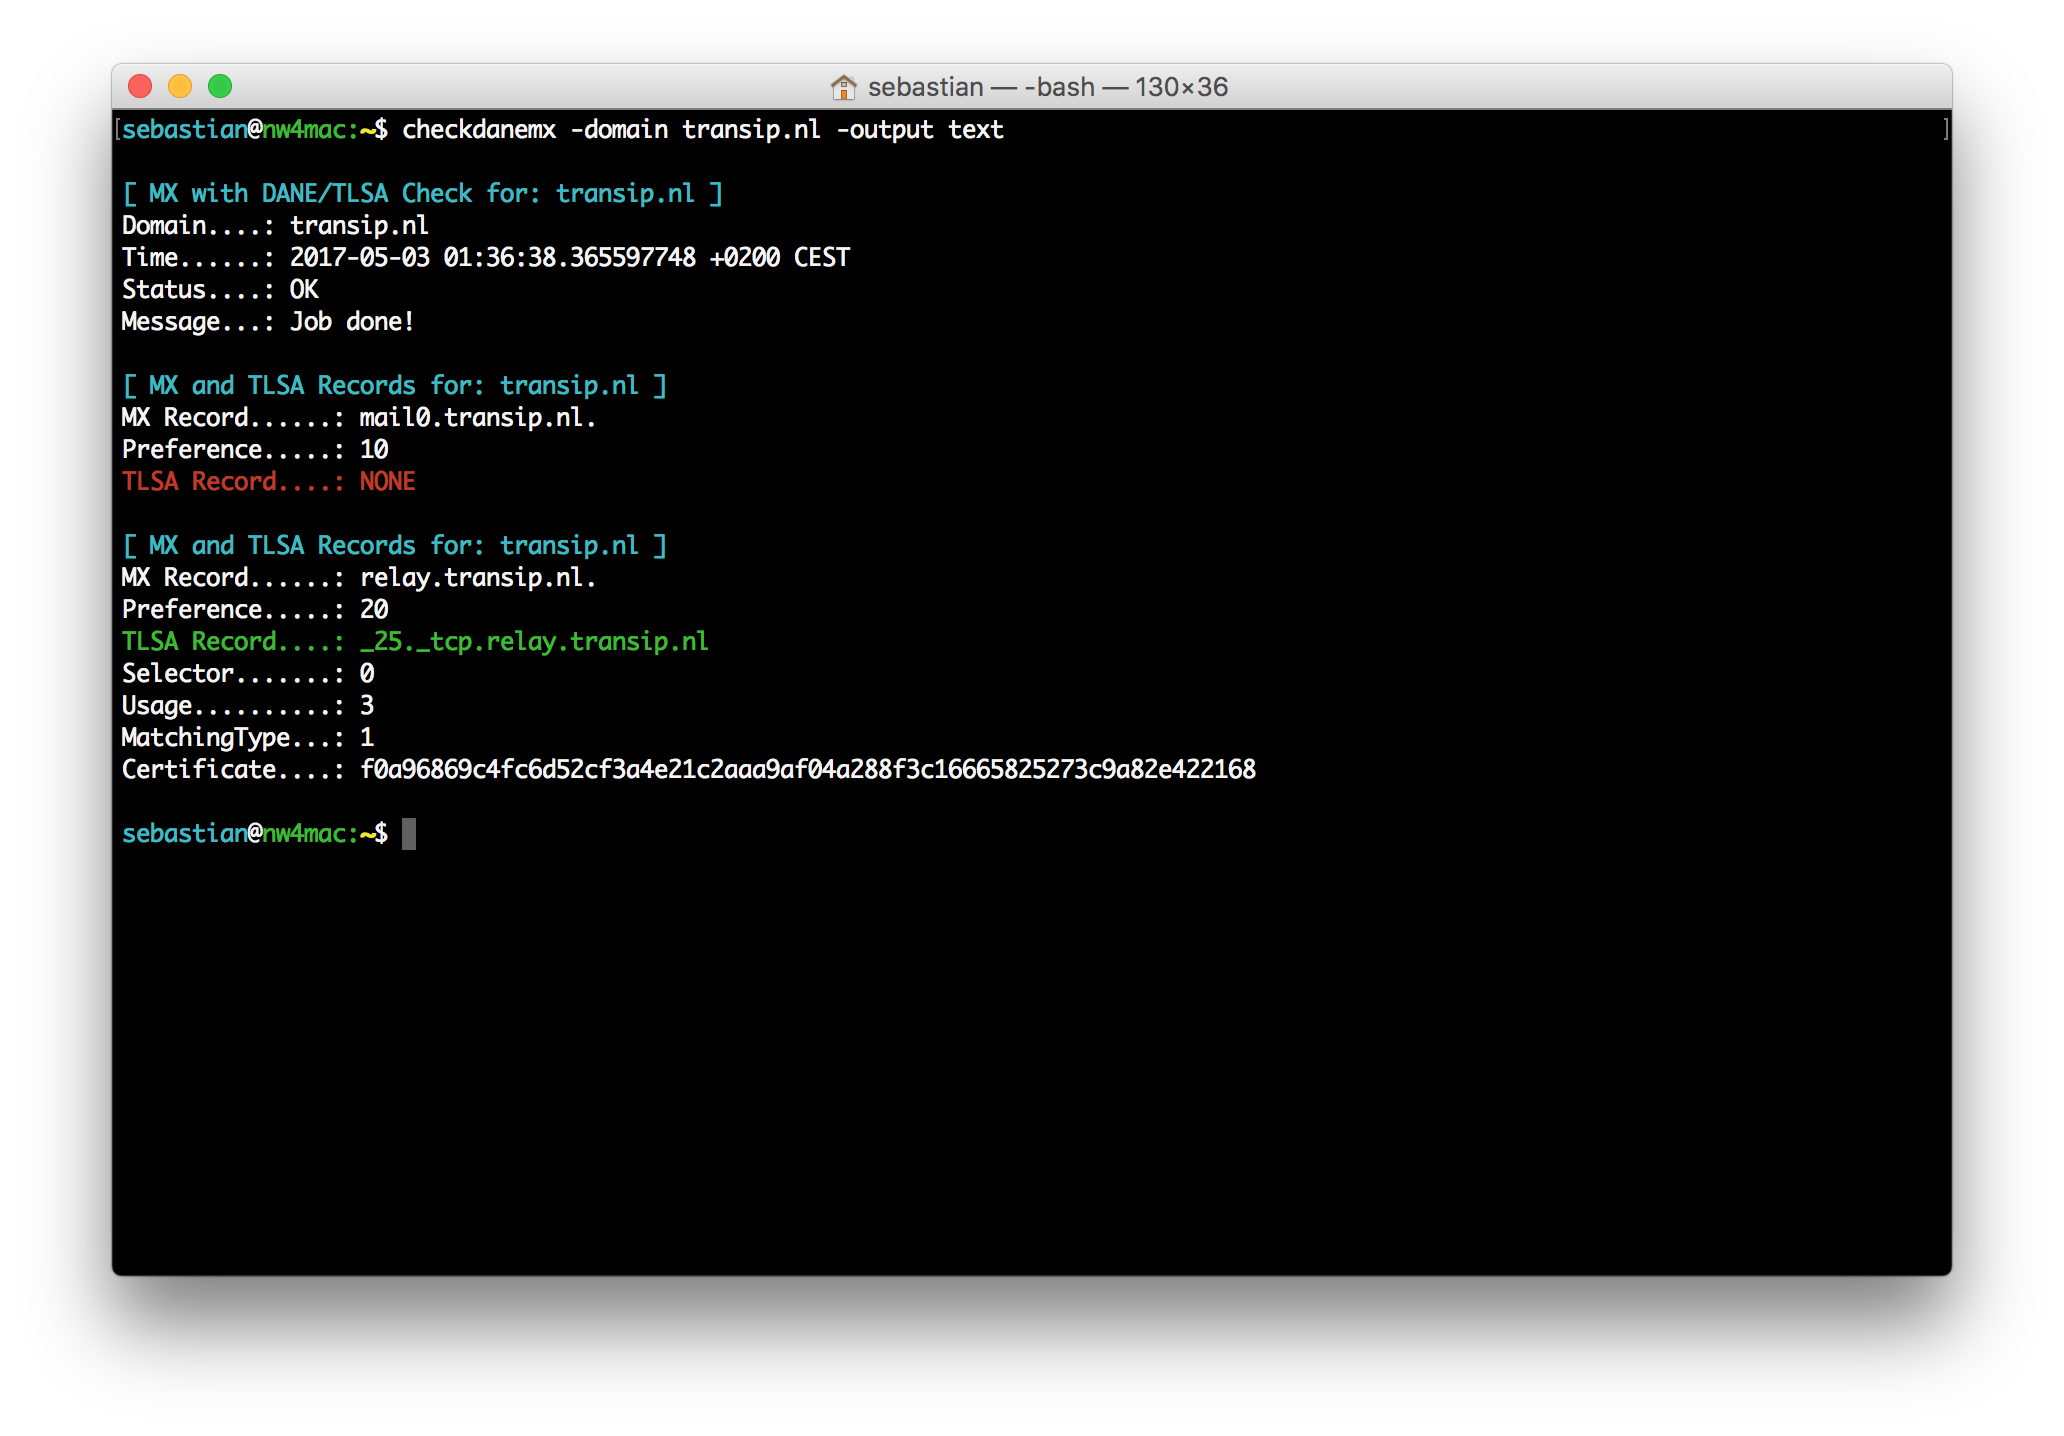 sebastian — -bash — 130×36
[sebastian@nw4mac:~$ checkdanemx -domain transip.nl -output text ]
[ MX with DANE/TLSA Check for: transip.nl ]
Domain....: transip.nl
Time......: 2017-05-03 01:36:38.365597748 +0200 CEST
Status....: OK
Message...: Job done!
[ MX and TLSA Records for: transip.nl ]
MX Record......: mail0.transip.nl.
Preference.....: 10
TLSA Record....: NONE
[ MX and TLSA Records for: transip.nl ]
MX Record......: relay.transip.nl.
Preference.....: 20
TLSA Record....: _25._tcp.relay.transip.nl
Selector.......: 0
Usage..........: 3
MatchingType...: 1
Certificate....: f0a96869c4fc6d52cf3a4e21c2aaa9af04a288f3c16665825273c9a82e422168
sebastian@nw4mac:~$